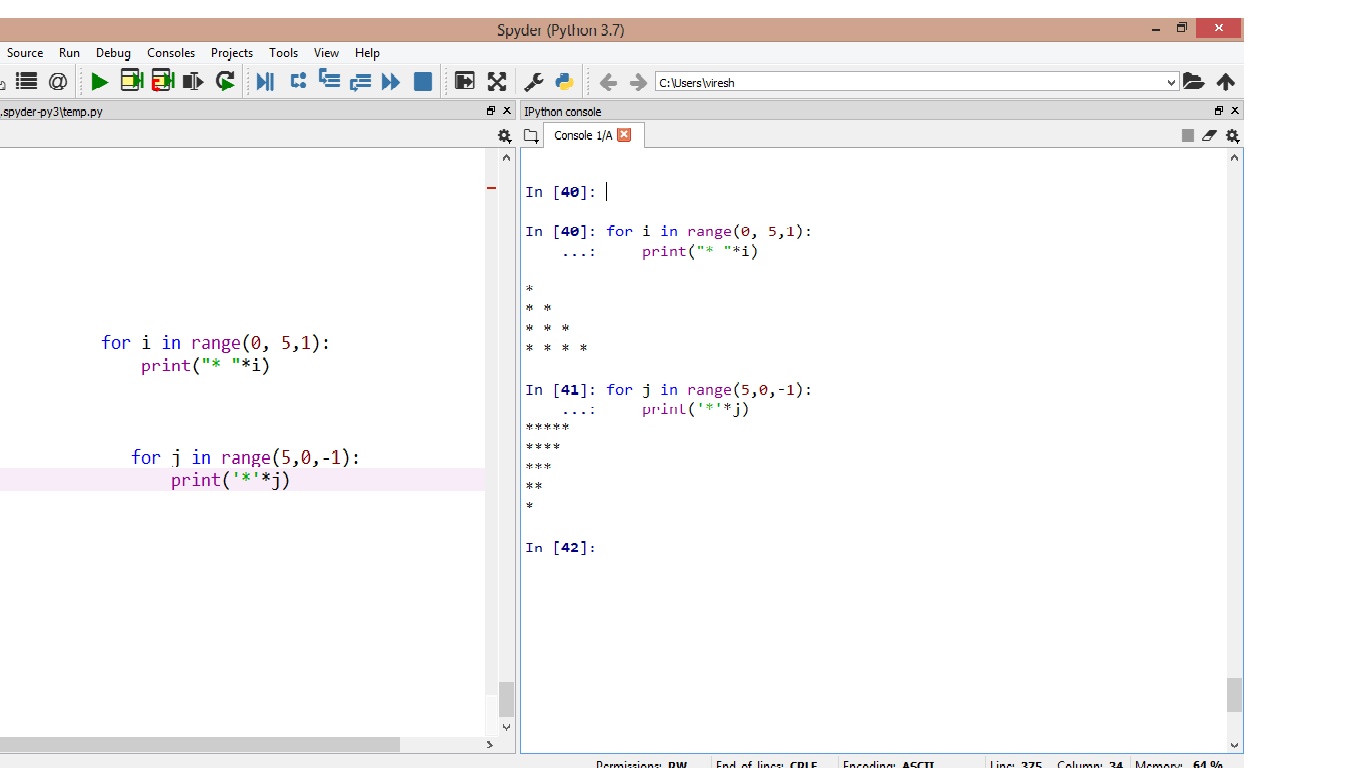 Spyder (Python 3.7)
Source Run Debug Consoles Projects Tools View Help
C:\Users\viresh
.spyder-py3\temp.py
for i in range(0, 5,1):
print("* "*i)
for j in range(5,0,-1):
print('*'*j)
IPython console
Console 1/A
In [40]:
In [40]: for i in range(0, 5,1):
...: print("* "*i)
*
* *
* * *
* * * *
In [41]: for j in range(5,0,-1):
...: print('*'*j)
*****
****
***
**
*
In [42]:
Permissions: RW End of lines: CRLF Encoding: ASCII Line: 375 Column: 34 Memory: 64 %